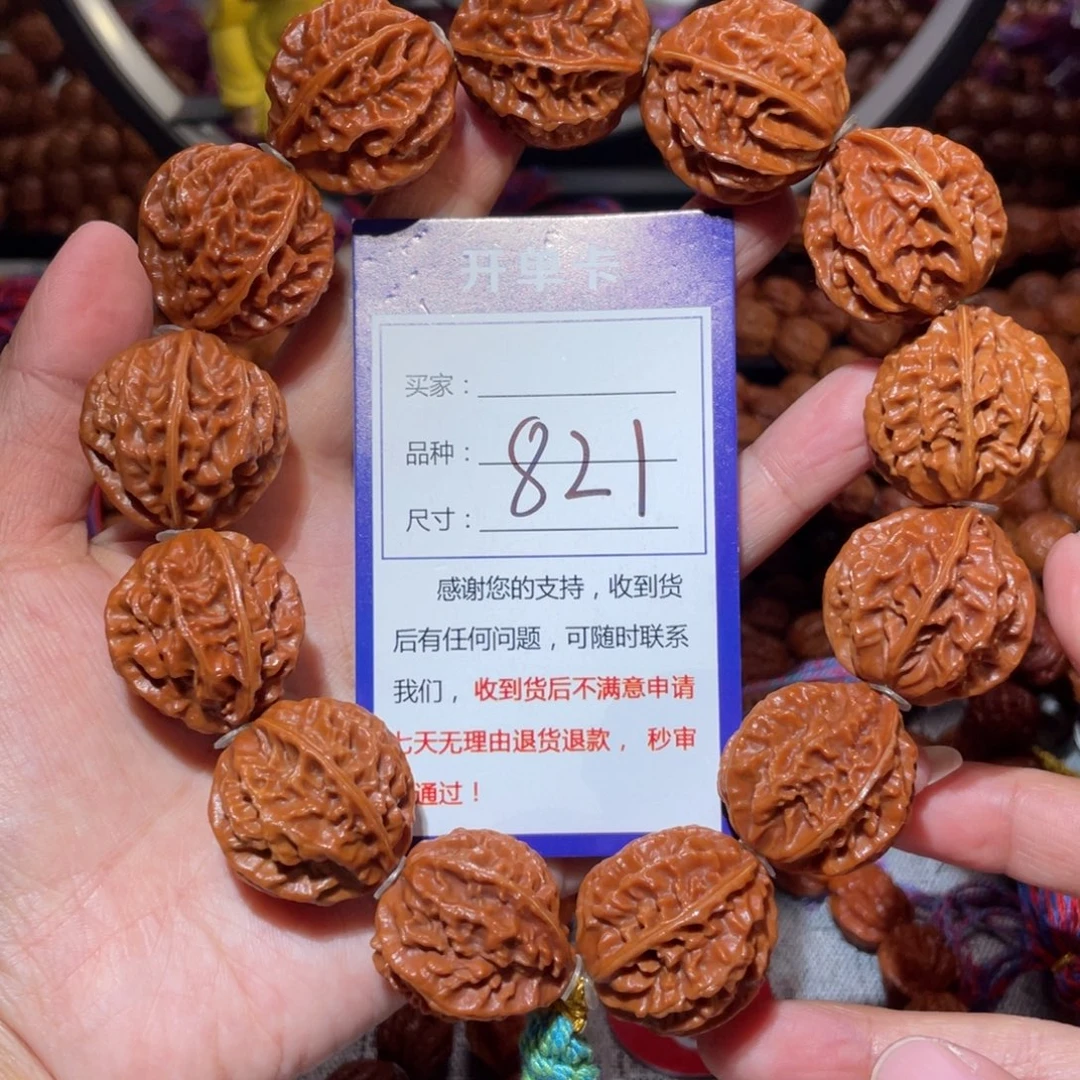 开单卡
买家：
品种：821
尺寸：
感谢您的支持，收到货
后有任何问题，可随时联系
我们，收到货后不满意申请
七天无理由退货退款，秒审
通过！